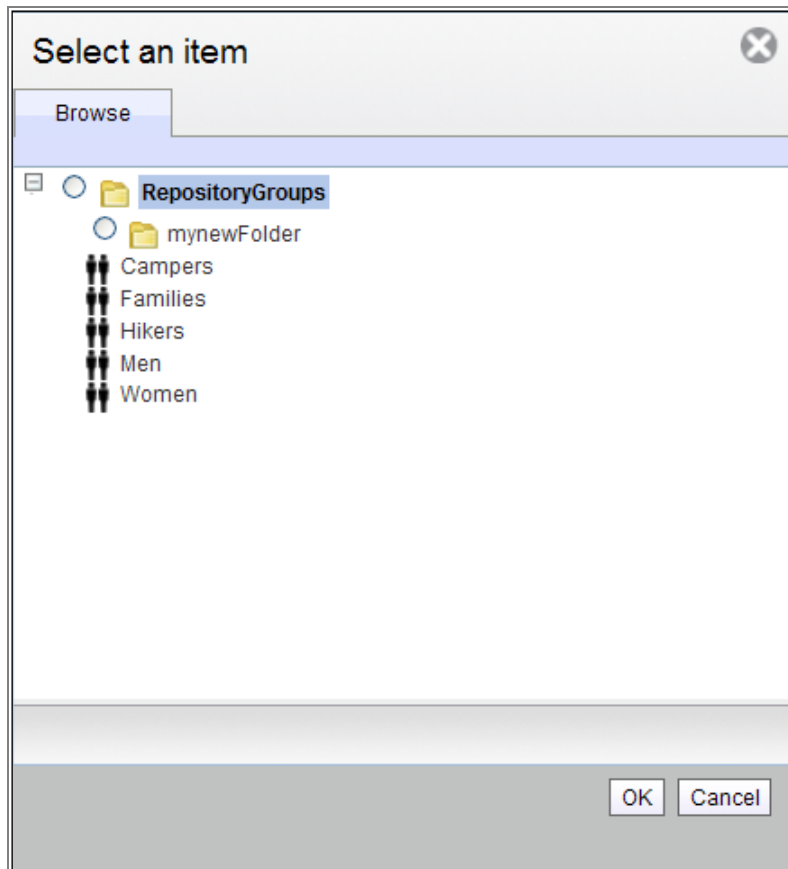 Select an item
Browse
RepositoryGroups
mynewFolder
Campers
Families
Hikers
Men
Women
OK Cancel